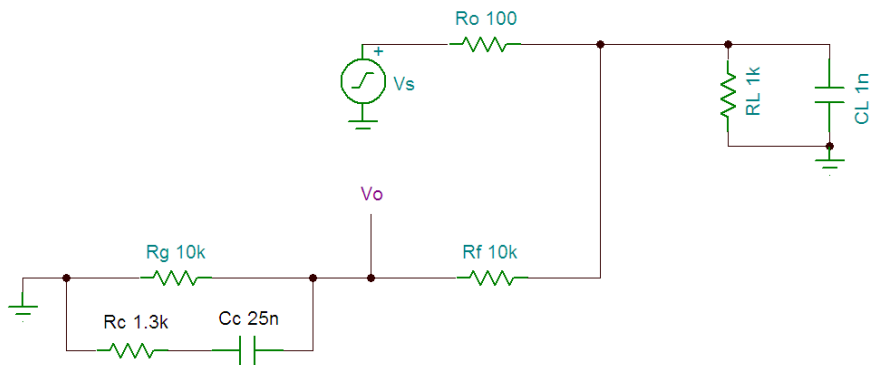 Ro 100
+
Vs
RL 1k
CL 1n
Vo
Rg 10k
Rf 10k
Rc 1.3k
Cc 25n